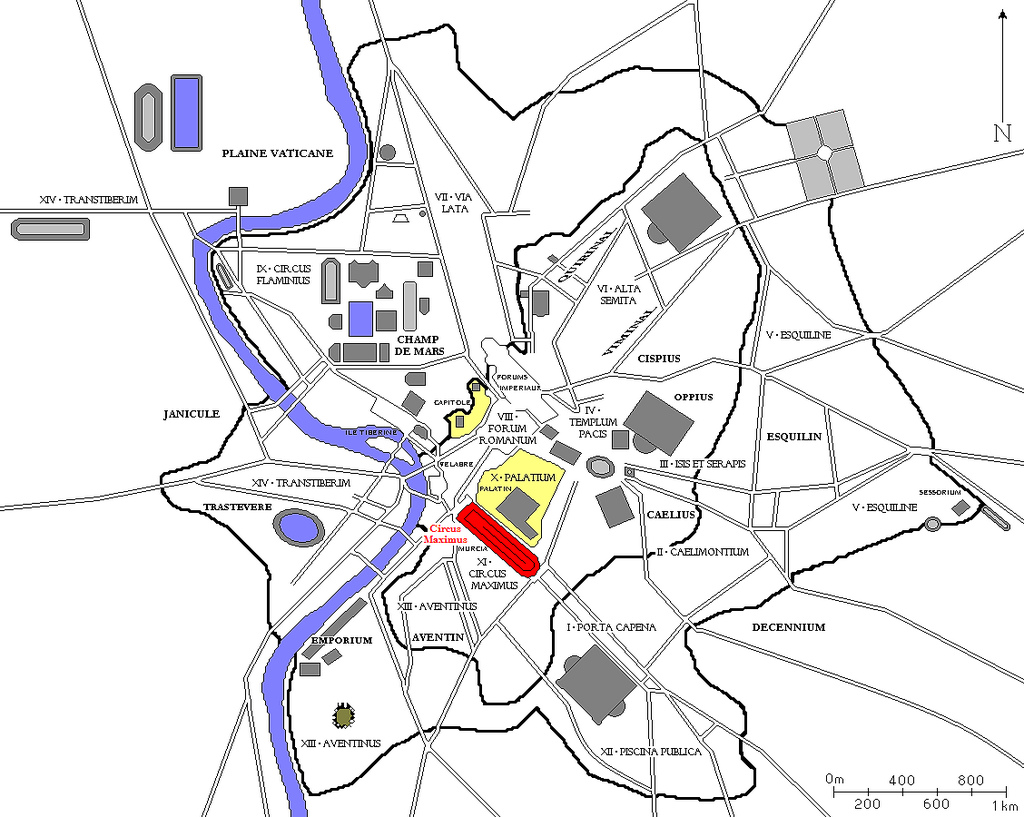 N
PLAINE VATICANE
XIV • TRANSTIBERIM
VII • VIA
LATA
QUIRINAL
IX • CIRCUS
FLAMINIUS
VI • ALTA
SEMITA
VIMINAL
V • ESQUILINE
CHAMP
DE MARS
CISPIUS
FORUMS
IMPERIAUX
CAPITOLE
OPPIUS
JANICULE
VIII •
FORUM
ROMANUM
IV •
TEMPLUM
PACIS
ILE TIBERINE
ESQUILIN
VELABRE
III • ISIS ET SERAPIS
X • PALATIUM
PALATIN
XIV • TRANSTIBERIM
SESSORIUM
TRASTEVERE
V • ESQUILINE
CAELIUS
Circus
Maximus
MURCIA
II • CAELIMONTIUM
XI •
CIRCUS
MAXIMUS
XIII • AVENTINUS
I • PORTA CAPENA
DECENNIUM
EMPORIUM
AVENTIN
XIII • AVENTINUS
XII • PISCINA PUBLICA
0m 400 800
200 600 1km